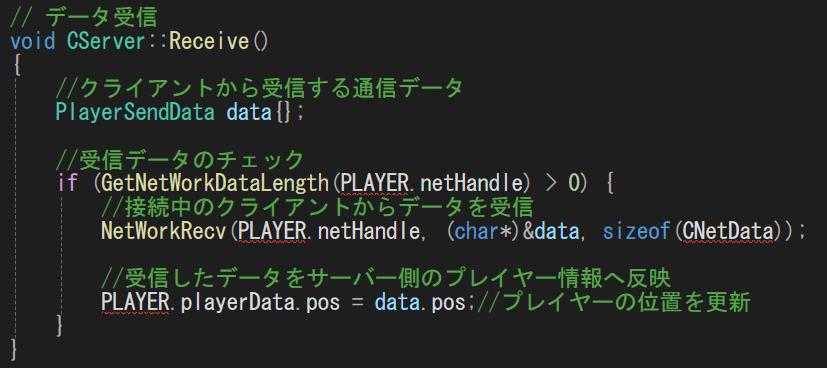 // データ受信
void CServer::Receive()
{
//クライアントから受信する通信データ
PlayerSendData data{};
//受信データのチェック
if (GetNetWorkDataLength(PLAYER.netHandle) > 0) {
//接続中のクライアントからデータを受信
NetWorkRecv(PLAYER.netHandle, (char*)&data, sizeof(CNetData));
//受信したデータをサーバー側のプレイヤー情報へ反映
PLAYER.playerData.pos = data.pos;//プレイヤーの位置を更新
}
}